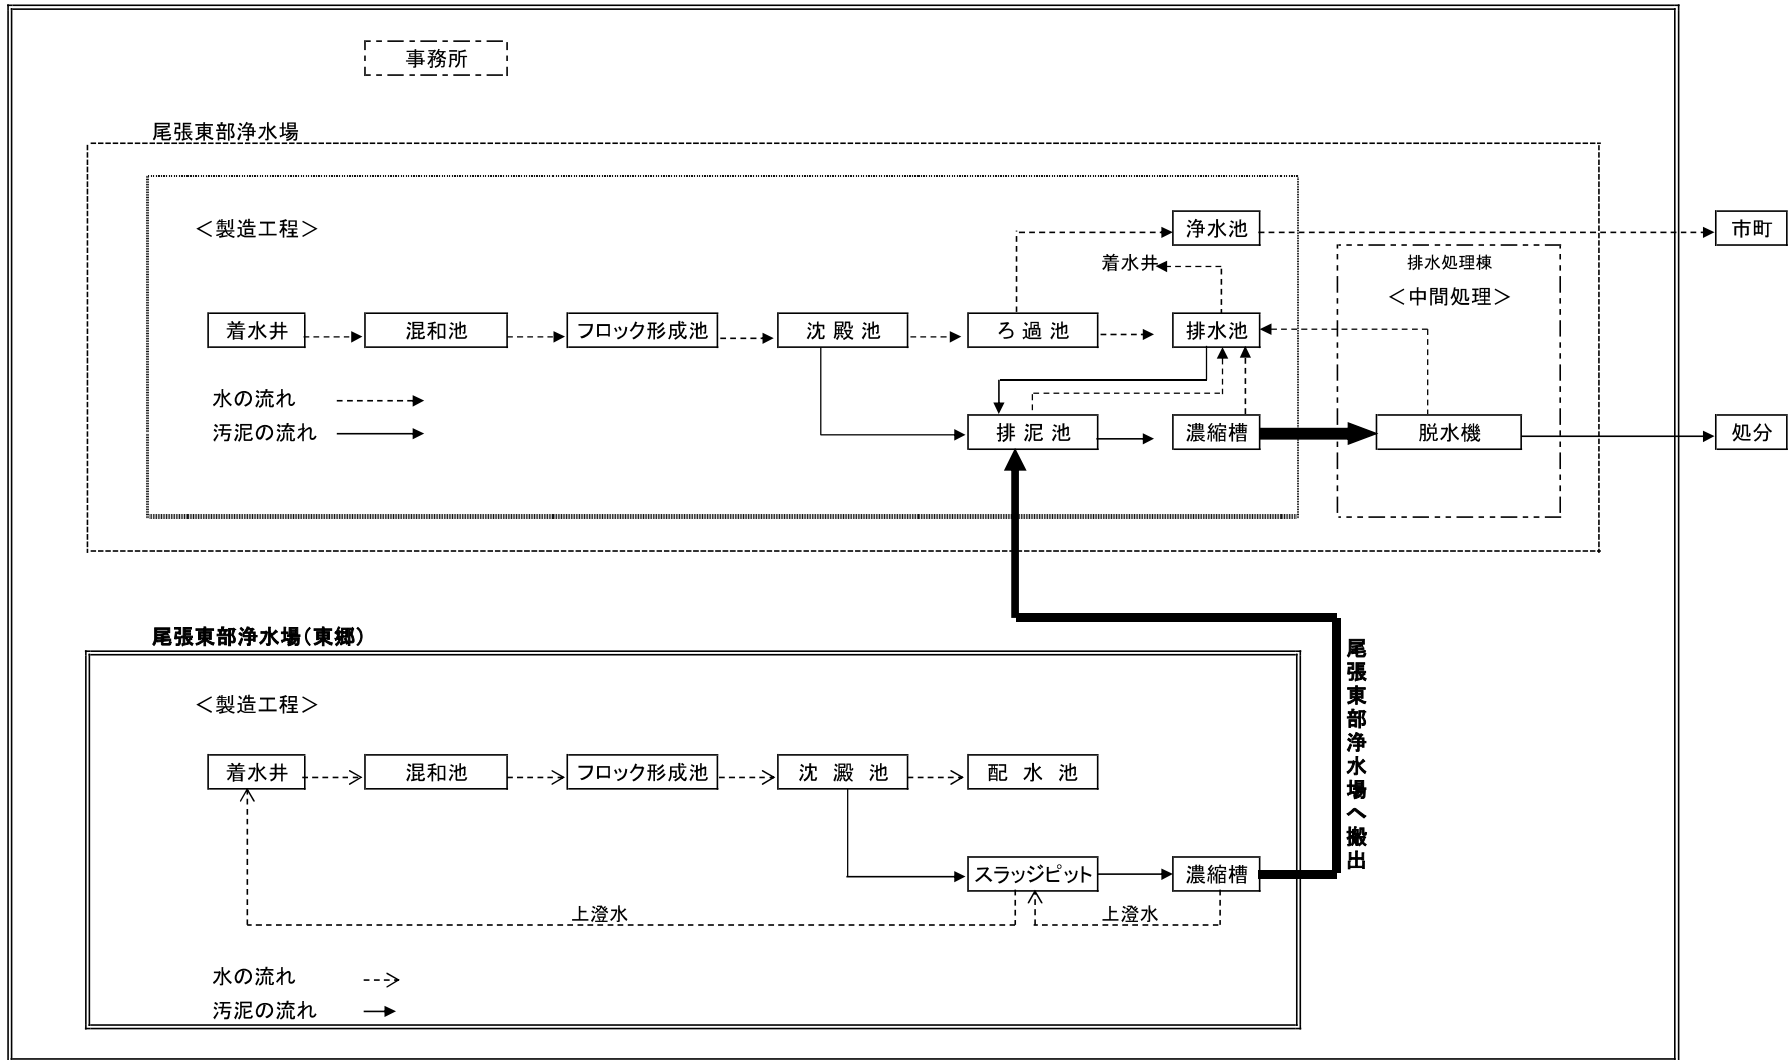 事務所
尾張東部浄水場
＜製造工程＞
浄水池
市町
着水井
排水処理棟
＜中間処理＞
着水井
混和池
フロック形成池
沈殿池
ろ過池
排水池
水の流れ
汚泥の流れ
排泥池
濃縮槽
脱水機
処分
尾張東部浄水場（東郷）
尾張東部浄水場へ搬出
＜製造工程＞
着水井
混和池
フロック形成池
沈澱池
配水池
スラッジピット
濃縮槽
上澄水
上澄水
水の流れ
汚泥の流れ